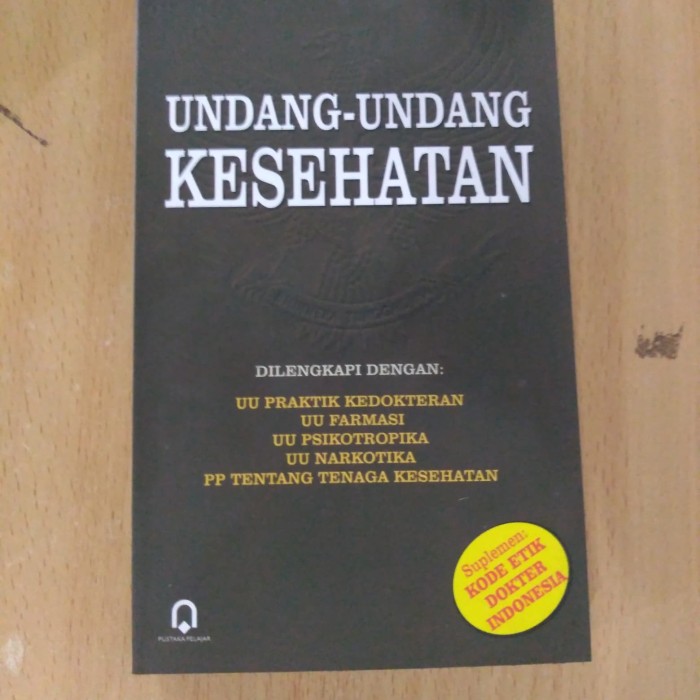 UNDANG-UNDANG
KESEHATAN
DILENGKAPI DENGAN:
UU PRAKTIK KEDOKTERAN
UU FARMASI
UU PSIKOTROPIKA
UU NARKOTIKA
PP TENTANG TENAGA KESEHATAN
Suplemen:
KODE ETIK
DOKTER
INDONESIA
PUSTAKA PELAJAR